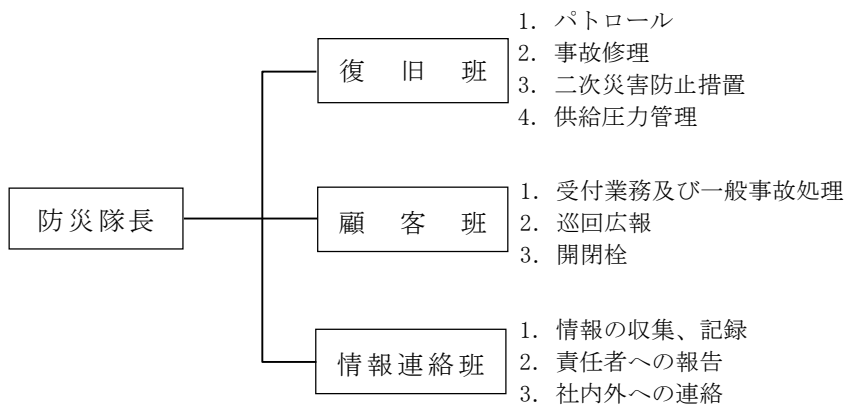 防災隊長
復旧班
1. パトロール
2. 事故修理
3. 二次災害防止措置
4. 供給圧力管理
顧客班
1. 受付業務及び一般事故処理
2. 巡回広報
3. 開閉栓
情報連絡班
1. 情報の収集、記録
2. 責任者への報告
3. 社内外への連絡